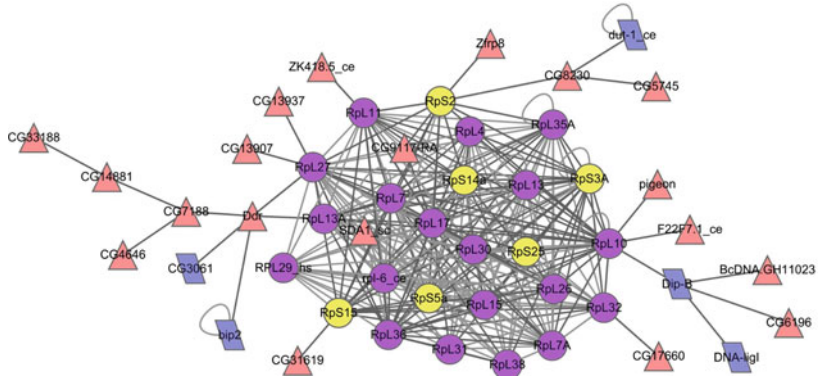 dut-1_ce
Zfrp8
ZK418.5_ce
CG8230
CG5745
CG13937
RpS2
RpL11
RpL4
RpL35A
CG33188
CG13907
CG9117-RA
RpL27
RpS14a
RpL13
RpS3A
pigeon
CG14881
RpL7
CG7188
Ddr
RpL13A
RpL17
SDA1_sc
F22F7.1_ce
RpL10
CG4646
CG3061
RpL30
RpS25
RPL29_hs
rpl-6_ce
BcDNA.GH11023
Dip-B
RpL26
RpS5a
RpL15
RpL32
RpS15
CG6196
bip2
RpL36
RpL31
RpL7A
RpL38
CG31619
CG17660
DNA-ligI